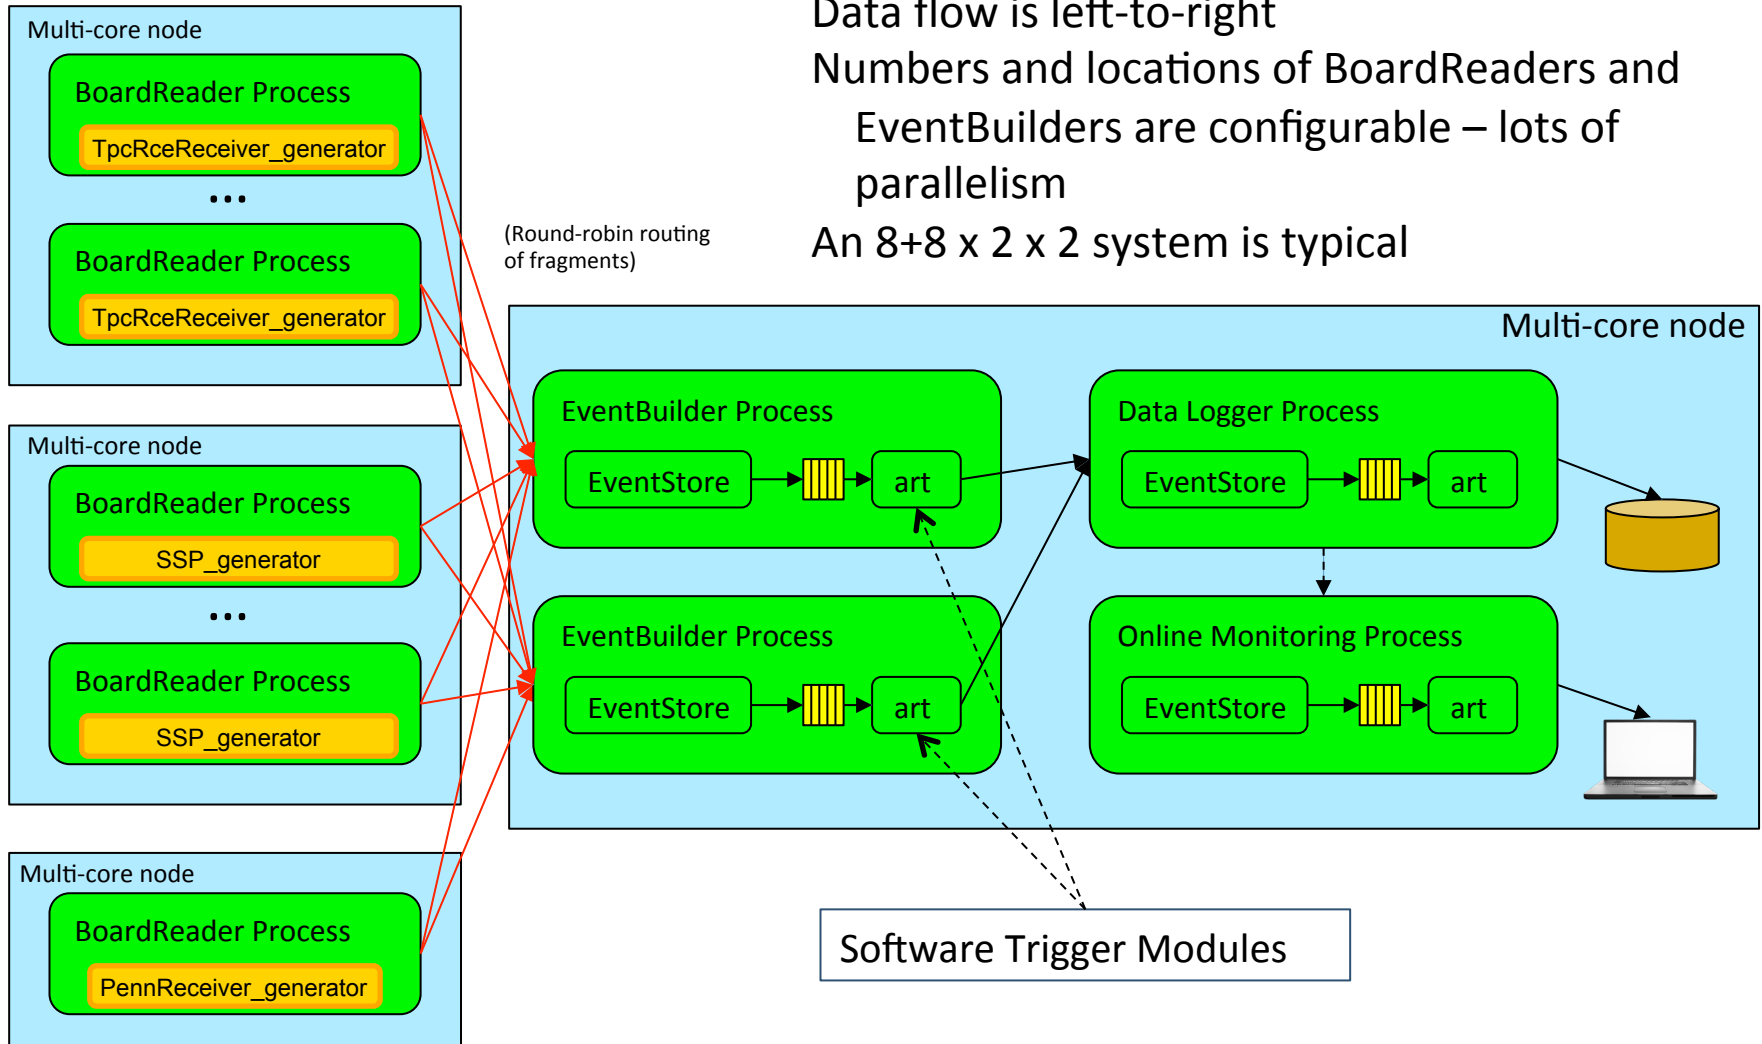 Data flow is left-to-right
Numbers and locations of BoardReaders and
EventBuilders are configurable – lots of
parallelism
An 8+8 x 2 x 2 system is typical
Multi-core node
BoardReader Process
TpcRceReceiver_generator
...
BoardReader Process
TpcRceReceiver_generator
(Round-robin routing
of fragments)
Multi-core node
BoardReader Process
SSP_generator
...
BoardReader Process
SSP_generator
Multi-core node
BoardReader Process
PennReceiver_generator
Multi-core node
EventBuilder Process
EventStore
art
Data Logger Process
EventStore
art
EventBuilder Process
EventStore
art
Online Monitoring Process
EventStore
art
Software Trigger Modules